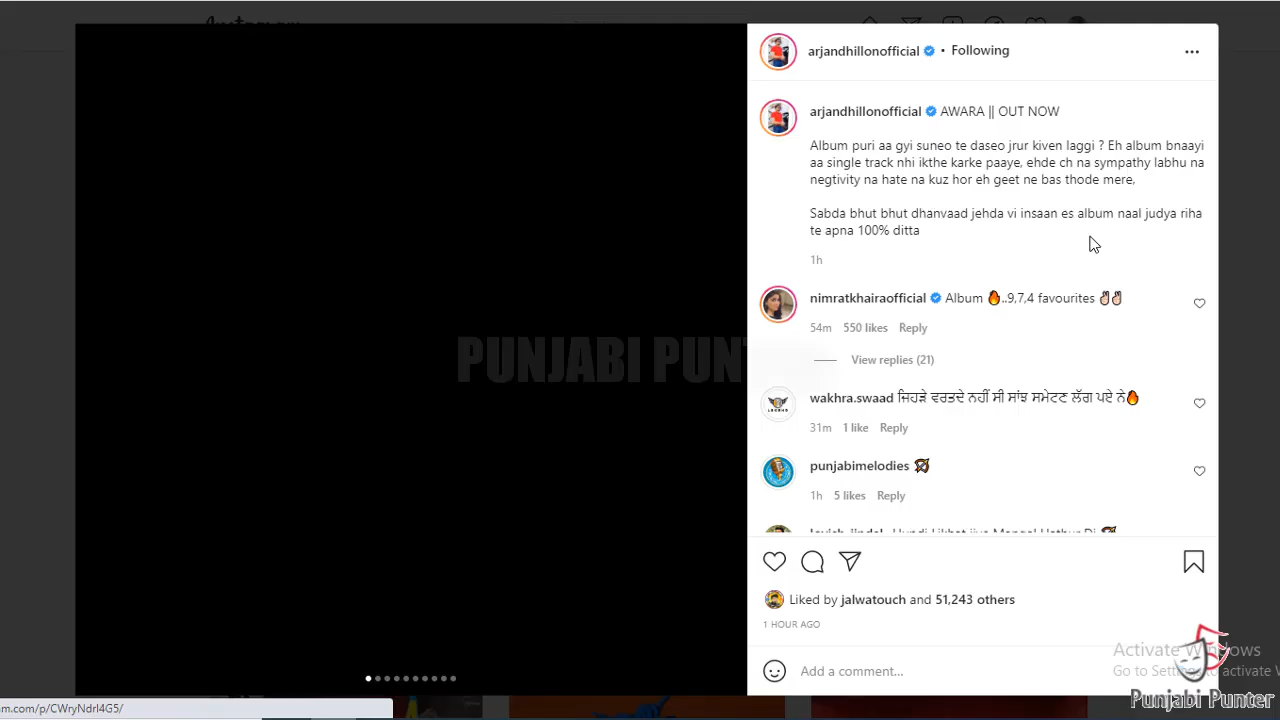 Instagram
arjandhillonofficial • Following
arjandhillonofficial AWARA || OUT NOW
Album puri aa gyi suneo te daseo jrur kiven laggi ? Eh album bnaayi
aa single track nhi ikthe karke paaye, ehde ch na sympathy labhu na
negtivity na hate na kuz hor eh geet ne bas thode mere,
Sabda bhut bhut dhanvaad jehda vi insaan es album naal judya riha
te apna 100% ditta
1h
nimratkhairaofficial Album 🔥..9,7,4 favourites ✌🏻✌🏻
54m 550 likes Reply
View replies (21)
wakhra.swaad ਜਿਹੜੇ ਵਰਤਦੇ ਨਹੀਂ ਸੀ ਸਾਂਝ ਸਮੇਟਣ ਲੱਗ ਪਏ ਨੇ🔥
31m 1 like Reply
punjabimelodies 🏹
1h 5 likes Reply
Liked by jalwatouch and 51,243 others
1 HOUR AGO
Add a comment...
Activate Windows
Go to Settings to activate
Punjabi Punter
PUNJABI PUNT
am.com/p/CWryNdrI4G5/